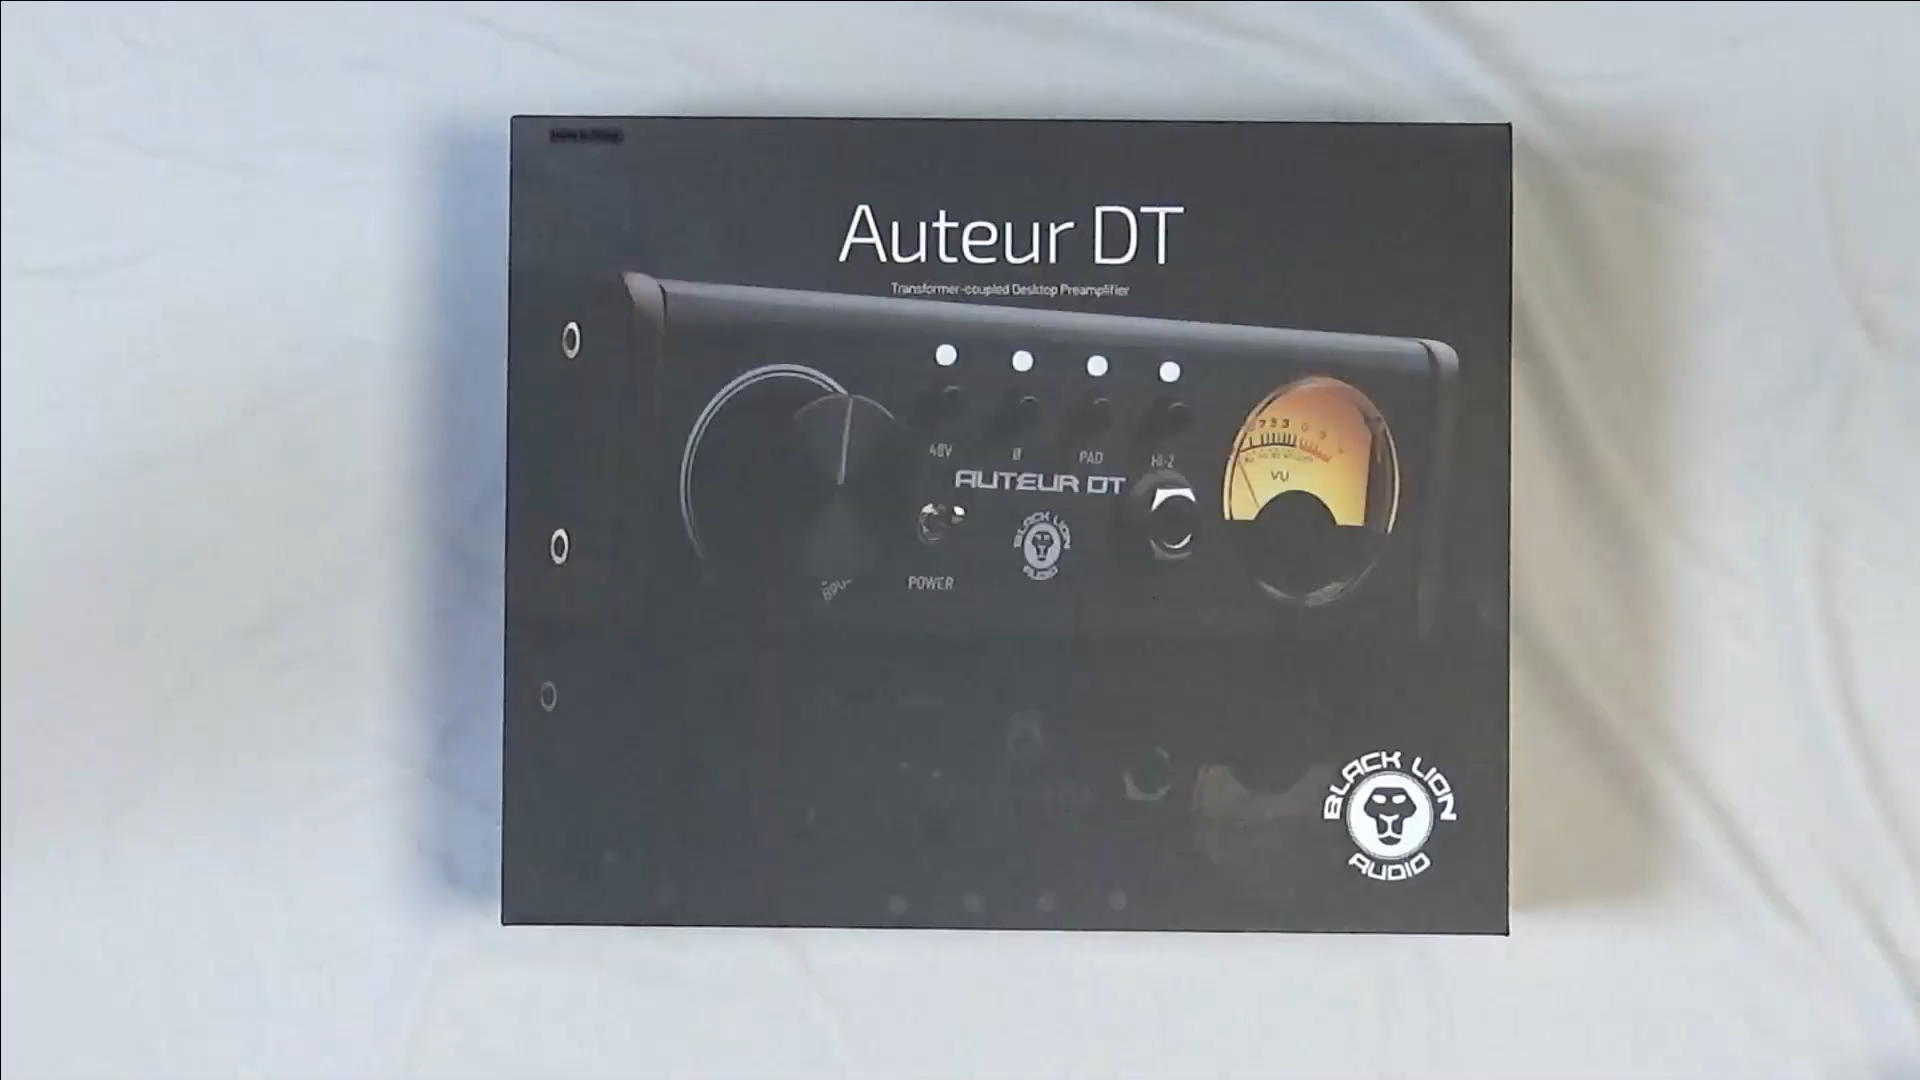 Auteur DT
Transformer-coupled Desktop Preamplifier
48V
Ø
PAD
HI-Z
AUTEUR DT
VU
BLACK LION
AUDIO
POWER
BLACK LION
AUDIO